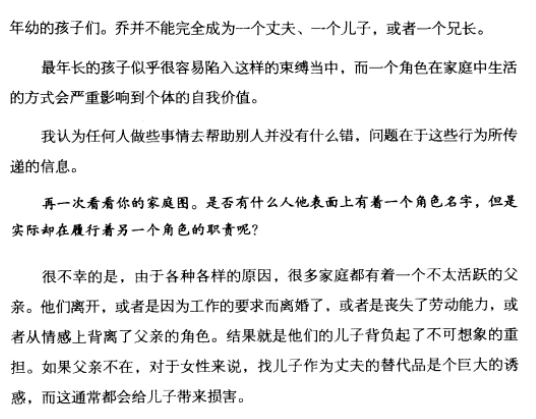 年幼的孩子们。乔并不能完全成为一个丈夫、一个儿子，或者一个兄长。
最年长的孩子似乎很容易陷入这样的束缚当中，而一个角色在家庭中生活
的方式会严重影响到个体的自我价值。
我认为任何人做些事情去帮助别人并没有什么错，问题在于这些行为所传
递的信息。
再一次看看你的家庭图。是否有什么人他表面上有着一个角色名字，但是
实际却在履行着另一个角色的职责呢？
很不幸的是，由于各种各样的原因，很多家庭都有着一个不太活跃的父
亲。他们离开，或者是因为工作的要求而离婚了，或者是丧失了劳动能力，或
者从情感上背离了父亲的角色。结果就是他们的儿子背负起了不可想象的重
担。如果父亲不在，对于女性来说，找儿子作为丈夫的替代品是个巨大的诱
惑，而这通常都会给儿子带来损害。